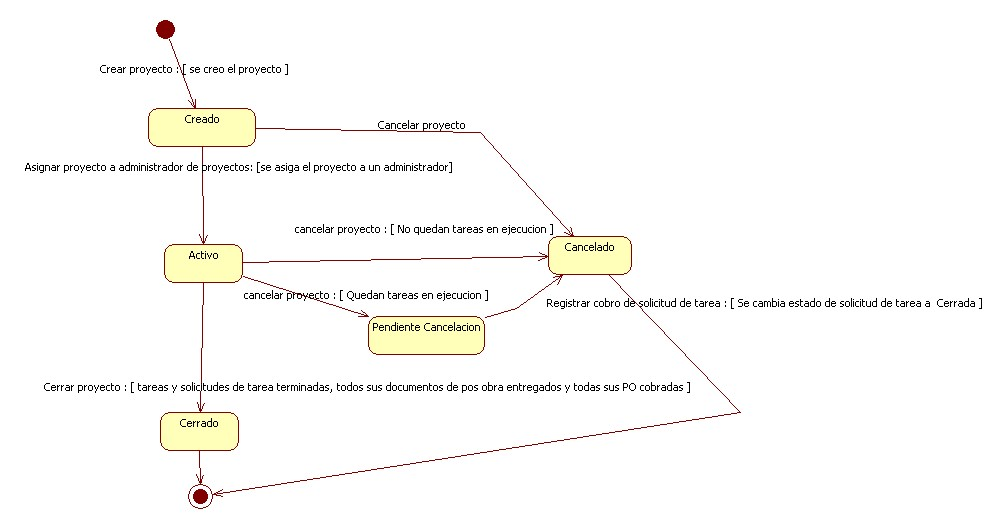 Crear proyecto : [ se creo el proyecto ]
Creado
Cancelar proyecto
Asignar proyecto a administrador de proyectos: [se asiga el proyecto a un administrador]
cancelar proyecto : [ No quedan tareas en ejecucion ]
Cancelado
Activo
cancelar proyecto : [ Quedan tareas en ejecucion ]
Registrar cobro de solicitud de tarea : [ Se cambia estado de solicitud de tarea a Cerrada ]
Pendiente Cancelacion
Cerrar proyecto : [ tareas y solicitudes de tarea terminadas, todos sus documentos de pos obra entregados y todas sus PO cobradas ]
Cerrado